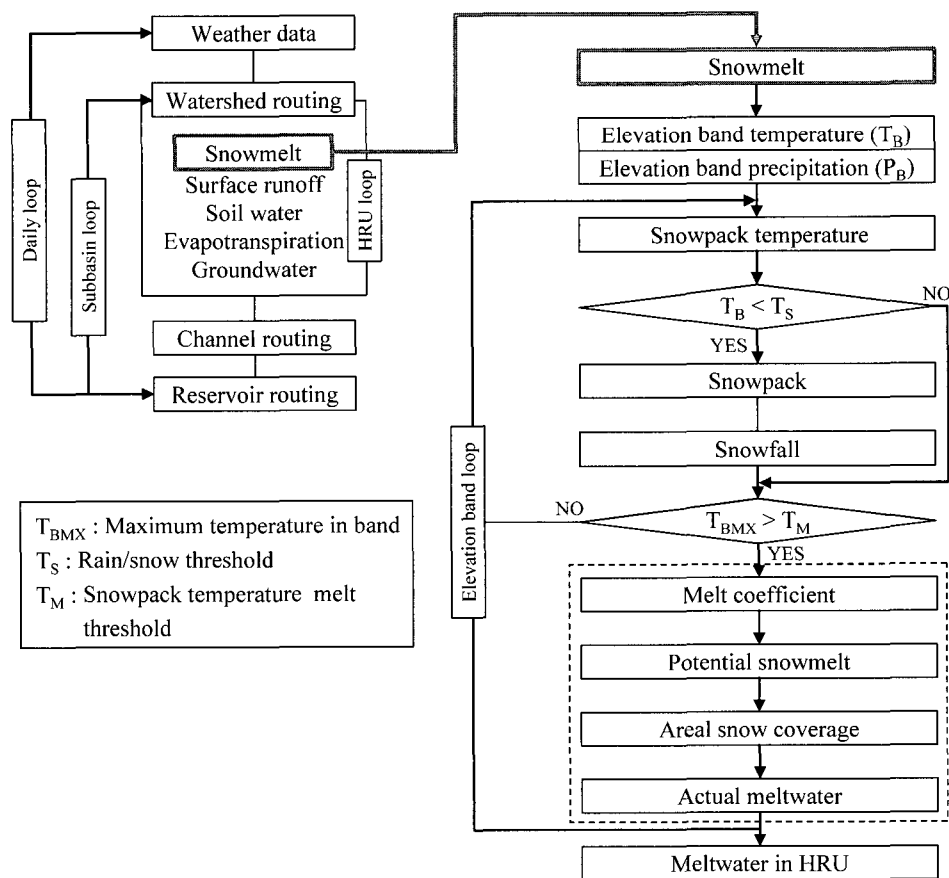 Weather data
Watershed routing
Snowmelt
Surface runoff
Soil water
Evapotranspiration
Groundwater
HRU loop
Channel routing
Reservoir routing
Daily loop
Subbasin loop
T_BMX : Maximum temperature in band
T_S : Rain/snow threshold
T_M : Snowpack temperature melt
threshold
Snowmelt
Elevation band temperature (T_B)
Elevation band precipitation (P_B)
Snowpack temperature
T_B < T_S
NO
YES
Snowpack
Snowfall
Elevation band loop
NO
T_BMX > T_M
YES
Melt coefficient
Potential snowmelt
Areal snow coverage
Actual meltwater
Meltwater in HRU